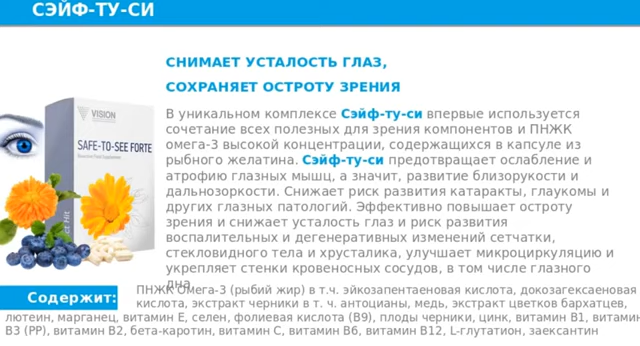 СЭЙФ-ТУ-СИ
СНИМАЕТ УСТАЛОСТЬ ГЛАЗ,
СОХРАНЯЕТ ОСТРОТУ ЗРЕНИЯ
В уникальном комплексе Сэйф-ту-си впервые используется
сочетание всех полезных для зрения компонентов и ПНЖК
омега-3 высокой концентрации, содержащихся в капсуле из
рыбного желатина. Сэйф-ту-си предотвращает ослабление и
атрофию глазных мышц, а значит, развитие близорукости и
дальнозоркости. Снижает риск развития катаракты, глаукомы и
других глазных патологий. Эффективно повышает остроту
зрения и снижает усталость глаз и риск развития
воспалительных и дегенеративных изменений сетчатки,
стекловидного тела и хрусталика, улучшает микроциркуляцию и
укрепляет стенки кровеносных сосудов, в том числе глазного
дна.
VISION
SAFE-TO-SEE FORTE
Содержит:
ПНЖК Омега-3 (рыбий жир) в т.ч. эйкозапентаеновая кислота, докозагексаеновая
кислота, экстракт черники в т. ч. антоцианы, медь, экстракт цветков бархатцев,
лютеин, марганец, витамин Е, селен, фолиевая кислота (В9), плоды черники, цинк, витамин В1, витамин
В3 (РР), витамин В2, бета-каротин, витамин С, витамин В6, витамин В12, L-глутатион, зеаксантин